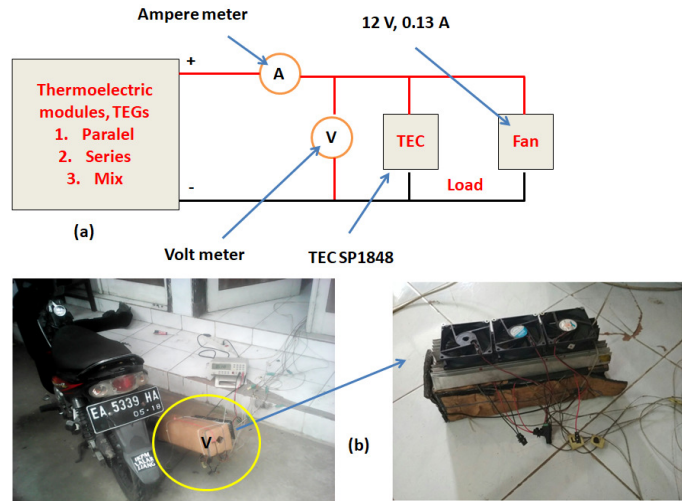 Ampere meter
12 V, 0.13 A
+
A
Thermoelectric
modules, TEGs
1. Paralel
2. Series
3. Mix
V
TEC
Fan
-
Load
(a)
Volt meter
TEC SP1848
EA 5339 HA
05-18
V
(b)